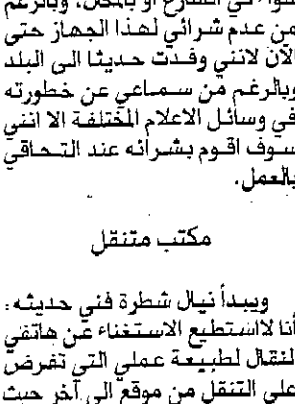 سواء في الشارع او بالمحل، وبالرغم
من عدم شرائي لهذا الجهاز حتى
الآن لانني وفدت حديثا الى البلد
وبالرغم من سماعي عن خطورته
في وسائل الاعلام المختلفة الا انني
سوف اقوم بشرائه عند التحاقي
بالعمل.
مكتب متنقل
ويبدأ نيال شطرة فني حديثه:
أنا لااستطيع الاستغناء عن هاتفي
النقال لطبيعة عملي التي تفرض
علي التنقل من موقع الى آخر حيث